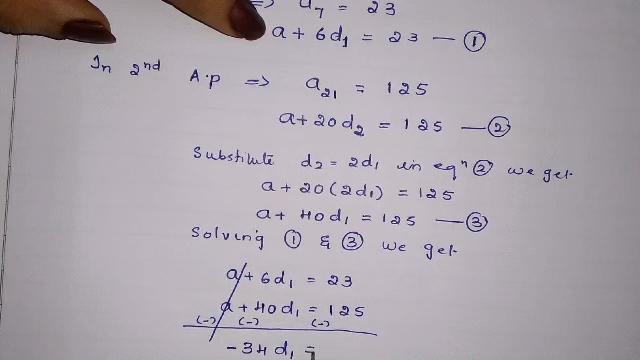 => a₇ = 23
a + 6d₁ = 23 — ①
In 2nd A.p => a₂₁ = 125
a + 20d₂ = 125 — ②
Substitute d₂ = 2d₁ in eqⁿ ② we get
a + 20(2d₁) = 125
a + 40d₁ = 125 — ③
Solving ① & ③ we get
a + 6d₁ = 23
a + 40d₁ = 125
(-) (-) (-)
-34d₁ =